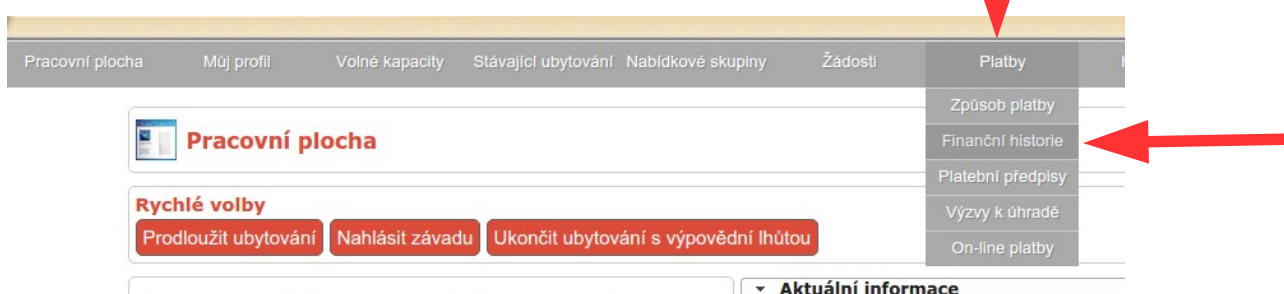 Pracovní plocha Můj profil Volné kapacity Stávající ubytování Nabídkové skupiny Žádosti Platby
Způsob platby
Finanční historie
Platební předpisy
Výzvy k úhradě
On-line platby
Pracovní plocha
Rychlé volby
Prodloužit ubytování Nahlásit závadu Ukončit ubytování s výpovědní lhůtou
Aktuální informace